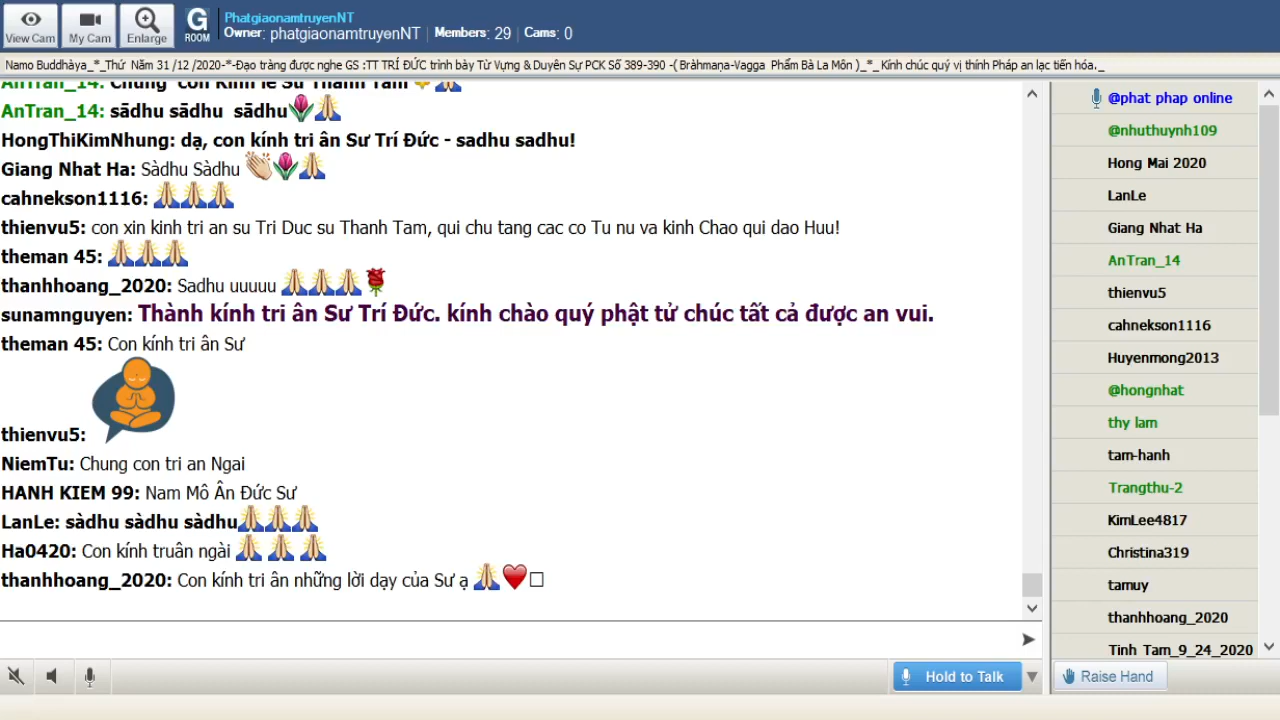 View Cam
My Cam
Enlarge
G
ROOM
PhatgiaonamtruyenNT
Owner: phatgiaonamtruyenNT | Members: 29 | Cams: 0
Namo Buddhàya_*_Thứ Năm 31 /12 /2020-*-Đạo tràng được nghe GS :TT TRÍ ĐỨC trình bày Từ Vựng & Duyên Sự PCK Số 389-390 -( Bràhmaṇa-Vagga Phẩm Bà La Môn )_*_ Kính chúc quý vị thính Pháp an lạc tiến hóa._
AnTran_14: Chung con Kinh lễ Sư Thanh Tam
AnTran_14: sādhu sādhu sādhu
HongThiKimNhung: dạ, con kính tri ân Sư Trí Đức - sadhu sadhu!
Giang Nhat Ha: Sàdhu Sàdhu
cahnekson1116:
thienvu5: con xin kinh tri an su Tri Duc su Thanh Tam, qui chu tang cac co Tu nu va kinh Chao qui dao Huu!
theman 45:
thanhhoang_2020: Sadhu uuuuu
sunamnguyen: Thành kính tri ân Sư Trí Đức. kính chào quý phật tử chúc tất cả được an vui.
theman 45: Con kính tri ân Sư
thienvu5:
NiemTu: Chung con tri an Ngai
HANH KIEM 99: Nam Mô Ân Đức Sư
LanLe: sàdhu sàdhu sàdhu
Ha0420: Con kính truân ngài
thanhhoang_2020: Con kính tri ân những lời dạy của Sư ạ
Hold to Talk
@phat phap online
@nhuthuynh109
Hong Mai 2020
LanLe
Giang Nhat Ha
AnTran_14
thienvu5
cahnekson1116
Huyenmong2013
@hongnhat
thy lam
tam-hanh
Trangthu-2
KimLee4817
Christina319
tamuy
thanhhoang_2020
Tinh Tam_9_24_2020
Raise Hand